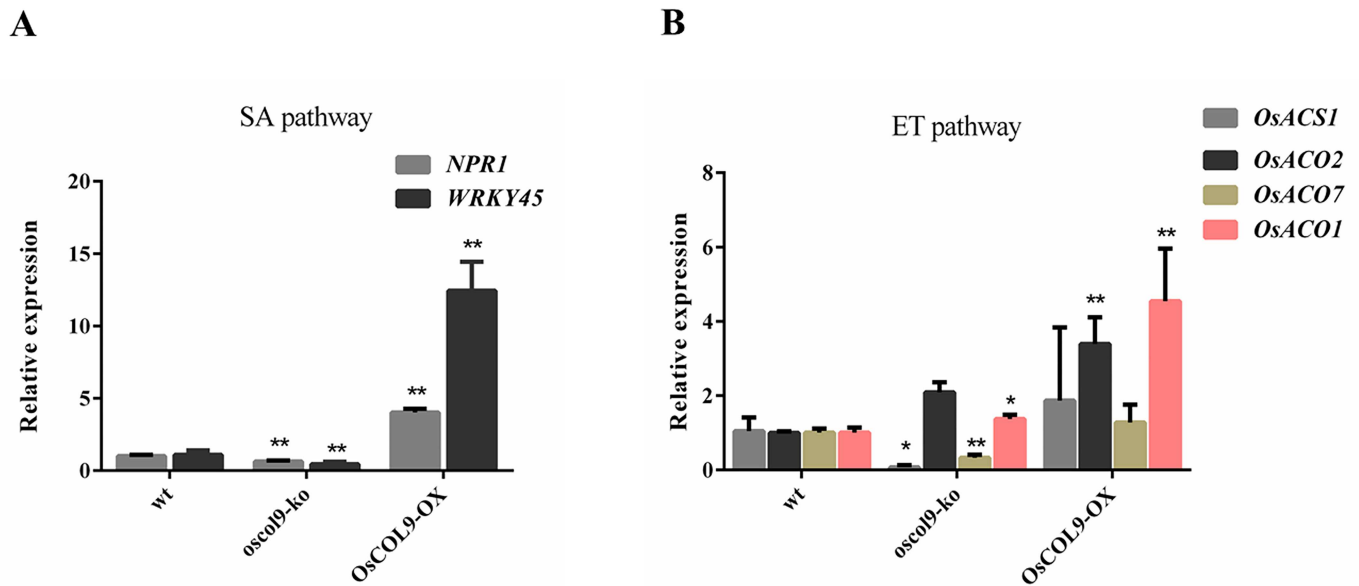 A
SA pathway
NPR1
WRKY45
Relative expression
20
15
10
5
0
**
**
**
**
wt
oscol9-ko
OsCOL9-OX
B
ET pathway
OsACS1
OsACO2
OsACO7
OsACO1
Relative expression
8
6
4
2
0
*
**
*
**
**
wt
oscol9-ko
OsCOL9-OX